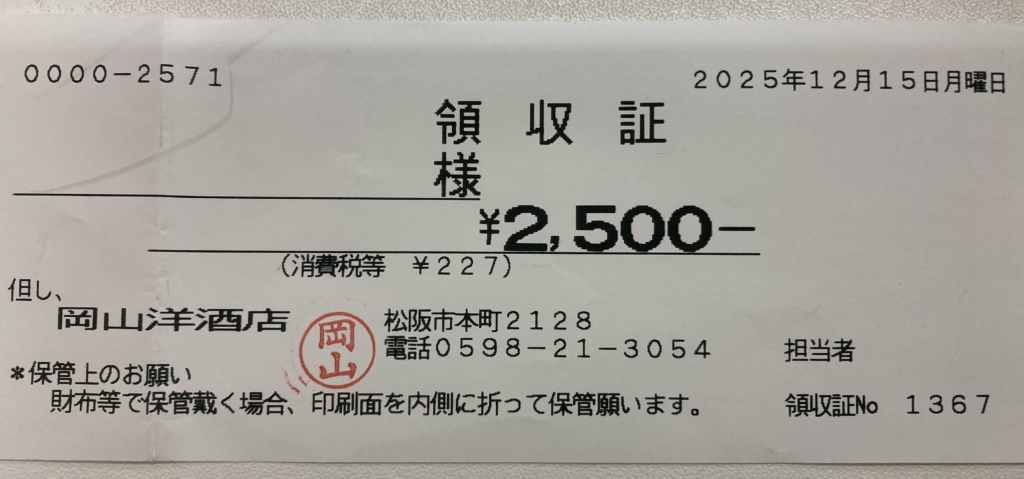 0000-2571
2025年12月15日月曜日
領収証
様
¥2,500-
(消費税等 ¥227)
但し、
岡山洋酒店
岡山
松阪市本町2128
電話0598-21-3054
担当者
*保管上のお願い
財布等で保管戴く場合、印刷面を内側に折って保管願います。
領収証No 1367